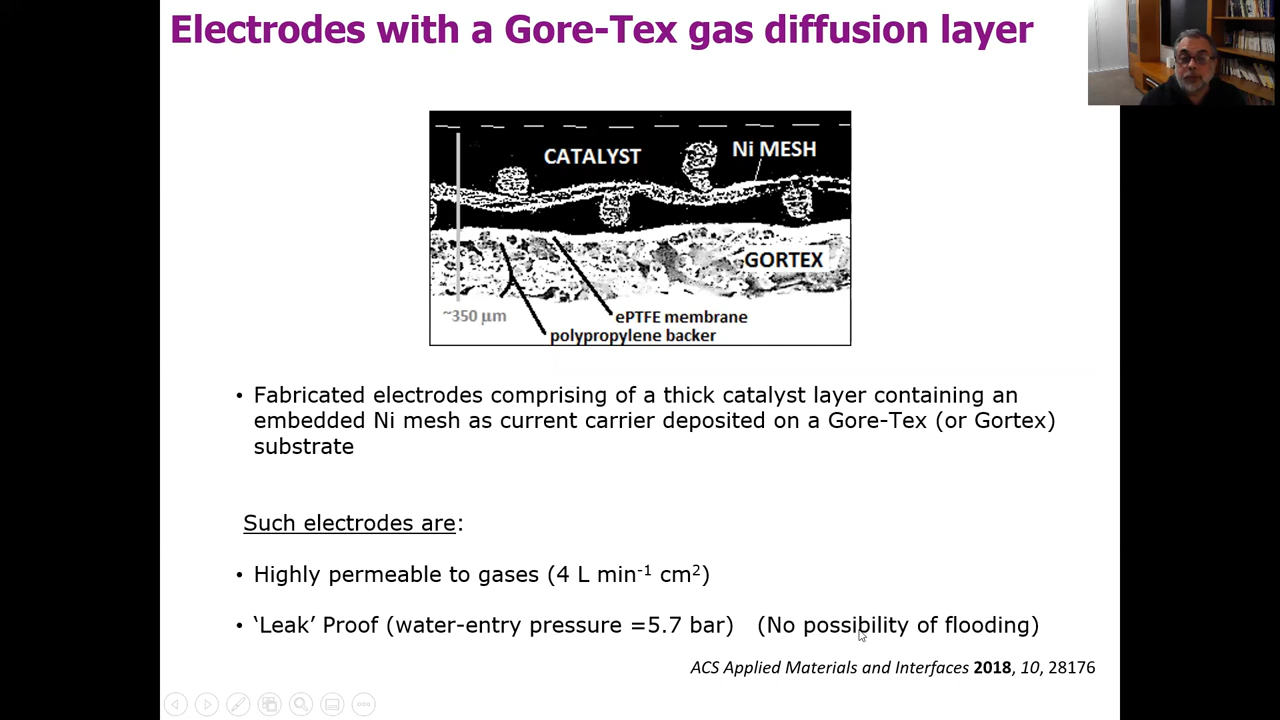 Electrodes with a Gore-Tex gas diffusion layer
CATALYST
Ni MESH
GORTEX
~350 μm
ePTFE membrane
polypropylene backer
• Fabricated electrodes comprising of a thick catalyst layer containing an
embedded Ni mesh as current carrier deposited on a Gore-Tex (or Gortex)
substrate
Such electrodes are:
• Highly permeable to gases (4 L min⁻¹ cm²)
• ‘Leak’ Proof (water-entry pressure =5.7 bar) (No possibility of flooding)
ACS Applied Materials and Interfaces 2018, 10, 28176